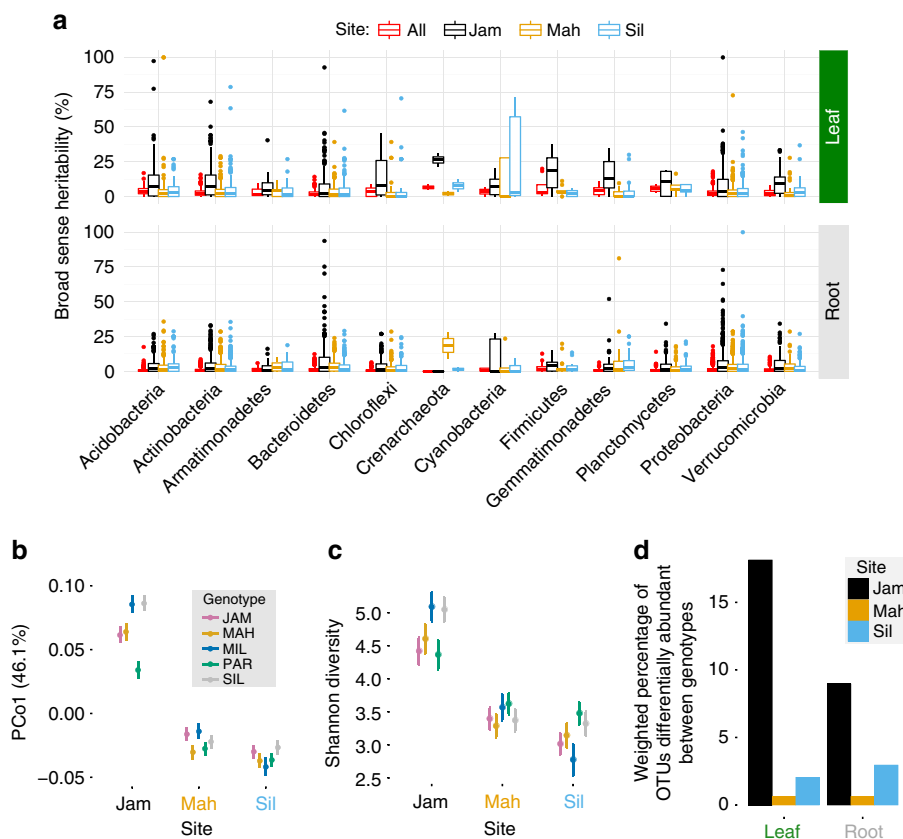 a
Site: All Jam Mah Sil
Broad sense heritability (%)
100
75
50
25
0
Leaf
100
75
50
25
0
Root
Acidobacteria
Actinobacteria
Armatimonadetes
Bacteroidetes
Chloroflexi
Crenarchaeota
Cyanobacteria
Firmicutes
Gemmatimonadetes
Planctomycetes
Proteobacteria
Verrucomicrobia
b
PCo1 (46.1%)
0.10
0.05
0.00
−0.05
Genotype
JAM
MAH
MIL
PAR
SIL
Jam Mah Sil
Site
c
Shannon diversity
5.0
4.5
4.0
3.5
3.0
2.5
Jam Mah Sil
Site
d
Weighted percentage of
OTUs differentially abundant
between genotypes
15
10
5
0
Site
Jam
Mah
Sil
Leaf Root